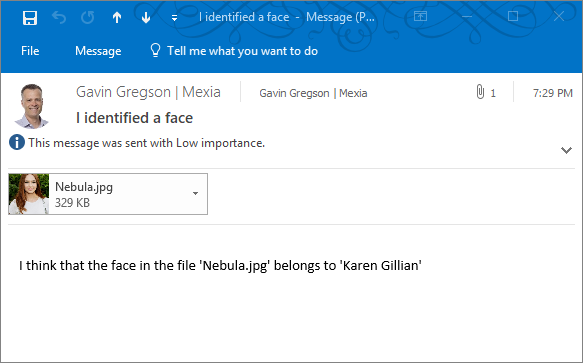 I identified a face - Message (P...
File Message Tell me what you want to do
Gavin Gregson | Mexia Gavin Gregson | Mexia 1 7:29 PM
I identified a face
This message was sent with Low importance.
Nebula.jpg
329 KB
I think that the face in the file 'Nebula.jpg' belongs to 'Karen Gillian'